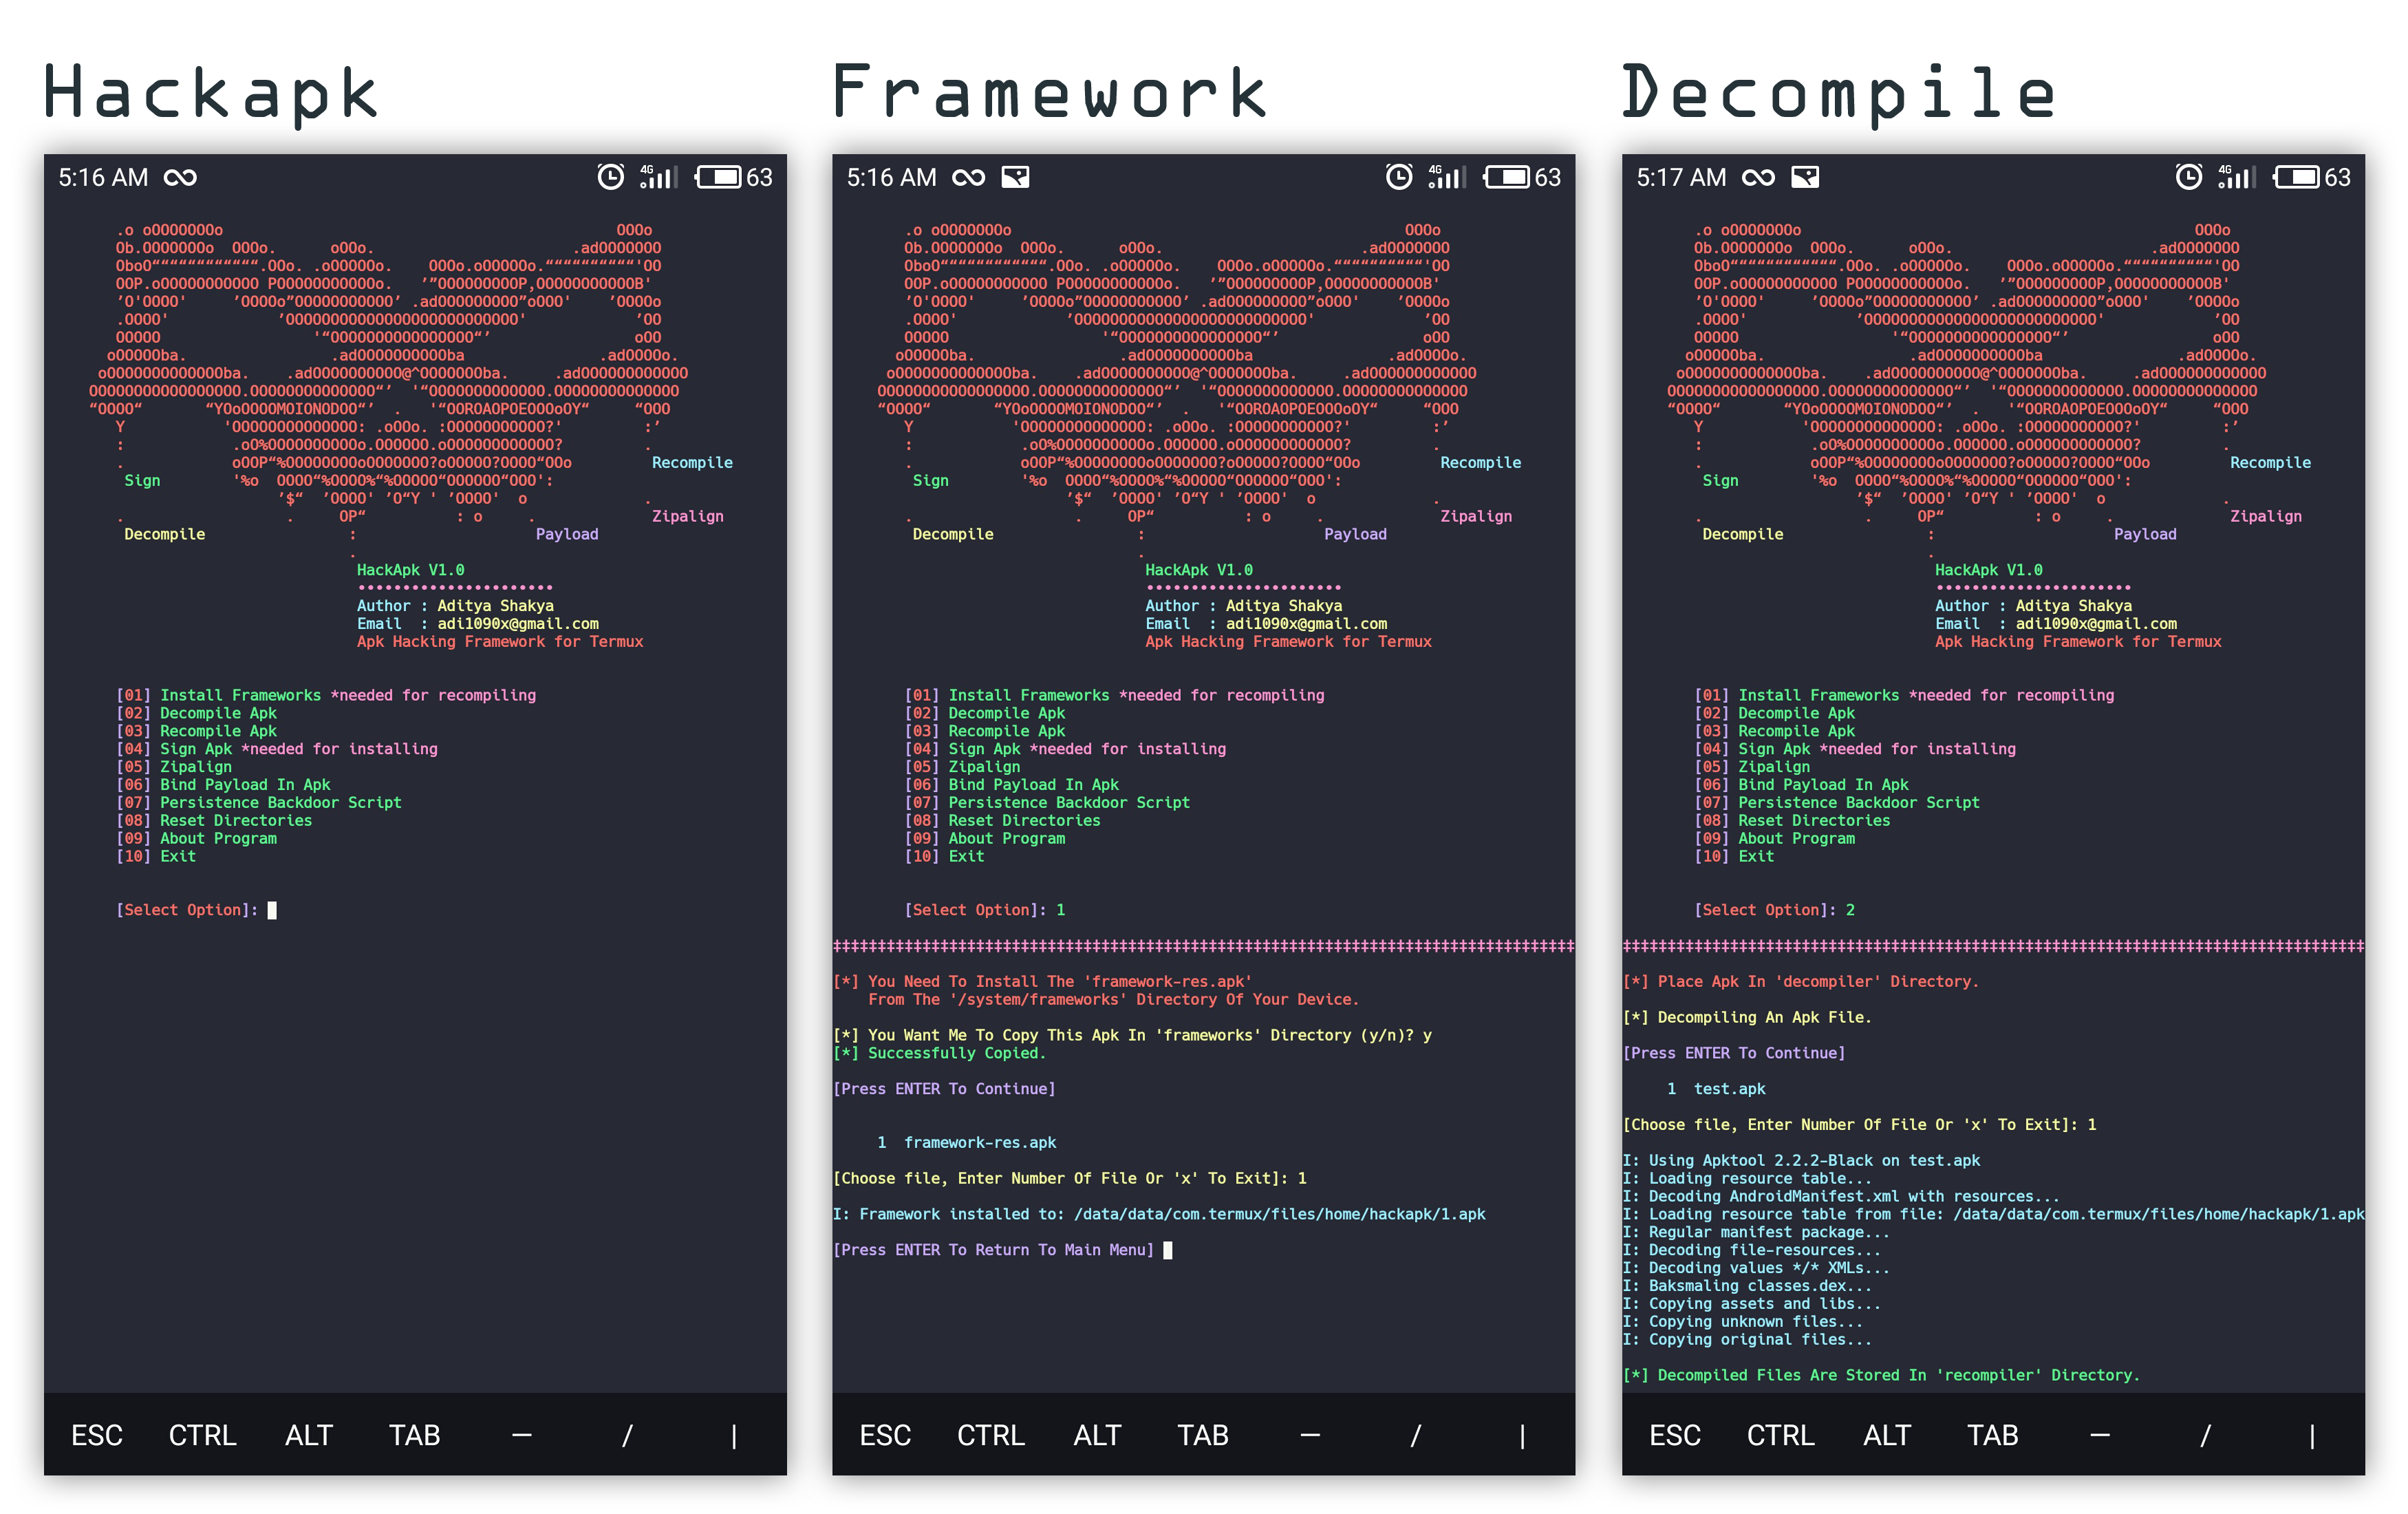 Hackapk
5:16 AM 4G 63
Recompile
Sign
Zipalign
Decompile Payload
HackApk V1.0
Author : Aditya Shakya
Email : adi1090x@gmail.com
Apk Hacking Framework for Termux
[01] Install Frameworks *needed for recompiling
[02] Decompile Apk
[03] Recompile Apk
[04] Sign Apk *needed for installing
[05] Zipalign
[06] Bind Payload In Apk
[07] Persistence Backdoor Script
[08] Reset Directories
[09] About Program
[10] Exit
[Select Option]:
ESC CTRL ALT TAB — / |
Framework
5:16 AM 4G 63
Recompile
Sign
Zipalign
Decompile Payload
HackApk V1.0
Author : Aditya Shakya
Email : adi1090x@gmail.com
Apk Hacking Framework for Termux
[01] Install Frameworks *needed for recompiling
[02] Decompile Apk
[03] Recompile Apk
[04] Sign Apk *needed for installing
[05] Zipalign
[06] Bind Payload In Apk
[07] Persistence Backdoor Script
[08] Reset Directories
[09] About Program
[10] Exit
[Select Option]: 1
[*] You Need To Install The 'framework-res.apk'
From The '/system/frameworks' Directory Of Your Device.
[*] You Want Me To Copy This Apk In 'frameworks' Directory (y/n)? y
[*] Successfully Copied.
[Press ENTER To Continue]
1 framework-res.apk
[Choose file, Enter Number Of File Or 'x' To Exit]: 1
I: Framework installed to: /data/data/com.termux/files/home/hackapk/1.apk
[Press ENTER To Return To Main Menu]
ESC CTRL ALT TAB — / |
Decompile
5:17 AM 4G 63
Recompile
Sign
Zipalign
Decompile Payload
HackApk V1.0
Author : Aditya Shakya
Email : adi1090x@gmail.com
Apk Hacking Framework for Termux
[01] Install Frameworks *needed for recompiling
[02] Decompile Apk
[03] Recompile Apk
[04] Sign Apk *needed for installing
[05] Zipalign
[06] Bind Payload In Apk
[07] Persistence Backdoor Script
[08] Reset Directories
[09] About Program
[10] Exit
[Select Option]: 2
[*] Place Apk In 'decompiler' Directory.
[*] Decompiling An Apk File.
[Press ENTER To Continue]
1 test.apk
[Choose file, Enter Number Of File Or 'x' To Exit]: 1
I: Using Apktool 2.2.2-Black on test.apk
I: Loading resource table...
I: Decoding AndroidManifest.xml with resources...
I: Loading resource table from file: /data/data/com.termux/files/home/hackapk/1.apk
I: Regular manifest package...
I: Decoding file-resources...
I: Decoding values */* XMLs...
I: Baksmaling classes.dex...
I: Copying assets and libs...
I: Copying unknown files...
I: Copying original files...
[*] Decompiled Files Are Stored In 'recompiler' Directory.
ESC CTRL ALT TAB — / |